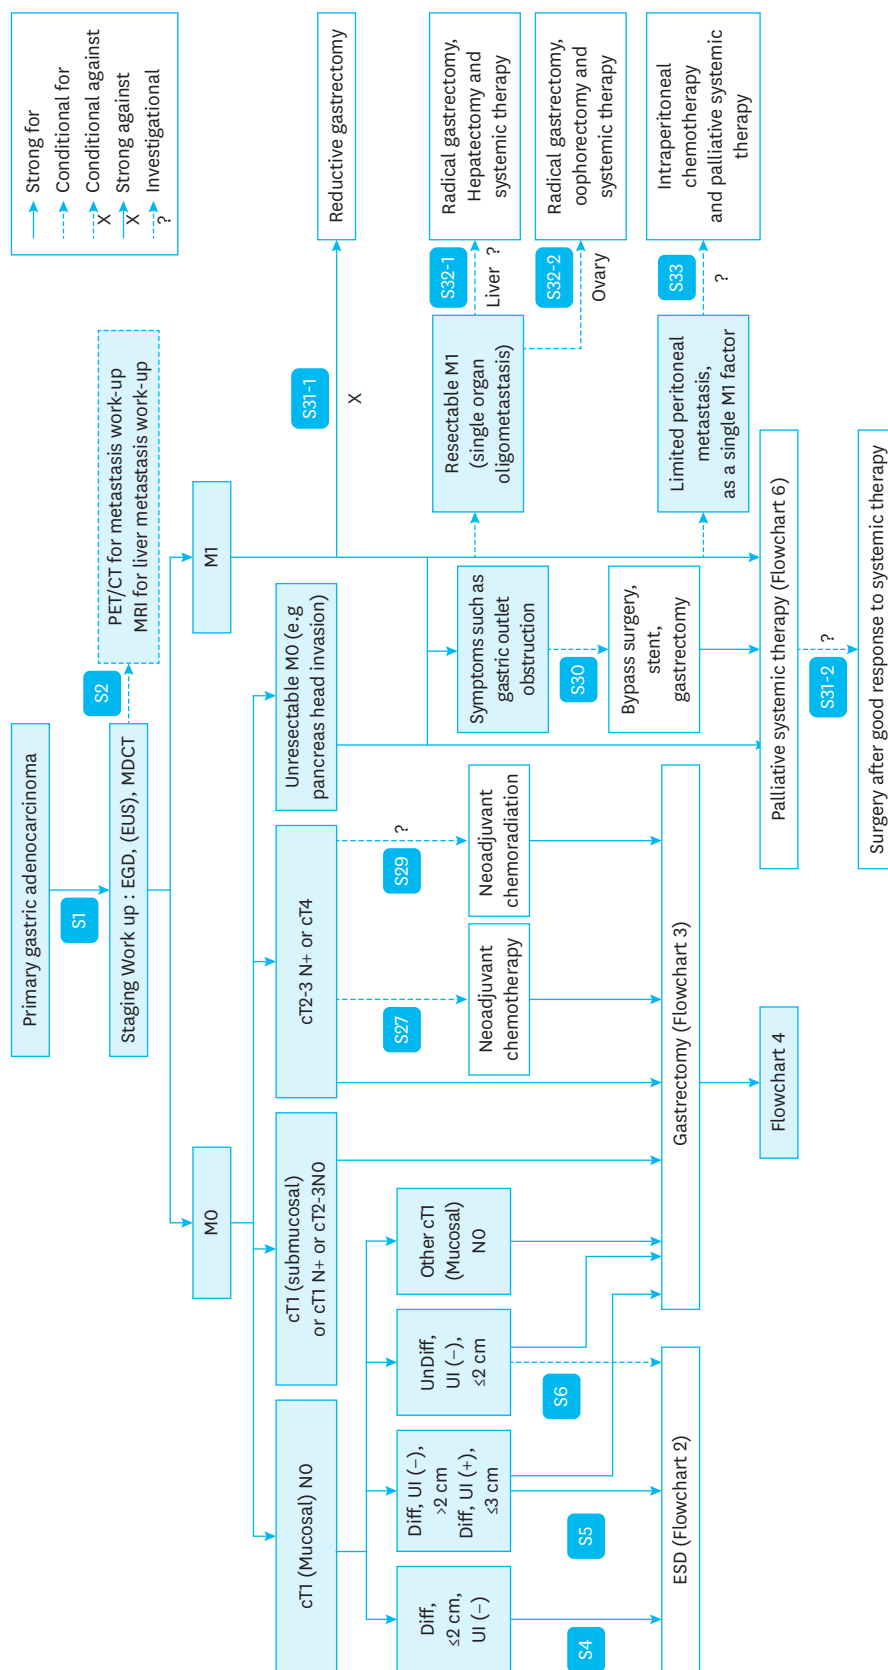 Primary gastric adenocarcinoma
S1
Staging Work up : EGD, (EUS), MDCT
S2
PET/CT for metastasis work-up
MRI for liver metastasis work-up
Strong for
Conditional for
X
Conditional against
X
Strong against
?
Investigational
M0
M1
cT1 (Mucosal) N0
cT1 (submucosal)
or cT1 N+ or cT2-3N0
cT2-3 N+ or cT4
Unresectable M0 (e.g
pancreas head invasion)
S31-1
X
Reductive gastrectomy
Diff,
≤2 cm,
UI (−)
Diff, UI (−),
>2 cm
Diff, UI (+),
≤3 cm
UnDiff,
UI (−),
≤2 cm
Other cT1
(Mucosal)
N0
S27
S29
?
Neoadjuvant
chemotherapy
Neoadjuvant
chemoradiation
Symptoms such as
gastric outlet
obstruction
S30
Bypass surgery,
stent,
gastrectomy
Resectable M1
(single organ
oligometastasis)
S32-1
Liver ?
Radical gastrectomy,
Hepatectomy and
systemic therapy
S32-2
Ovary
Radical gastrectomy,
oophorectomy and
systemic therapy
Limited peritoneal
metastasis,
as a single M1 factor
S33
?
Intraperitoneal
chemotherapy
and palliative systemic
therapy
S4
S5
S6
ESD (Flowchart 2)
Gastrectomy (Flowchart 3)
Palliative systemic therapy (Flowchart 6)
Flowchart 4
S31-2
?
Surgery after good response to systemic therapy